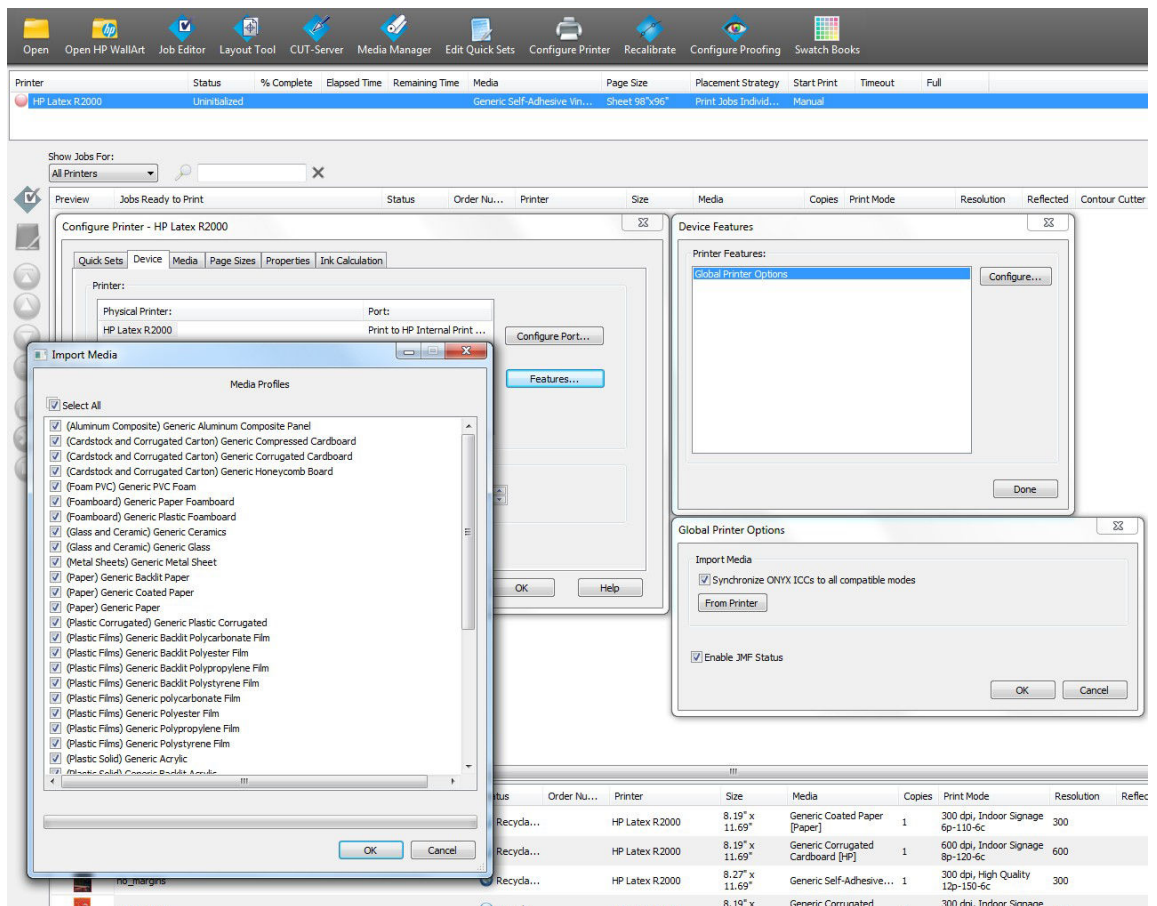 Open Open HP WallArt Job Editor Layout Tool CUT-Server Media Manager Edit Quick Sets Configure Printer Recalibrate Configure Proofing Swatch Books
Printer Status % Complete Elapsed Time Remaining Time Media Page Size Placement Strategy Start Print Timeout Full
HP Latex R2000 Uninitialized Generic Self-Adhesive Vin... Sheet 98"x96" Print Jobs Individ... Manual
Show Jobs For:
All Printers
Preview Jobs Ready to Print Status Order Nu... Printer Size Media Copies Print Mode Resolution Reflected Contour Cutter
Configure Printer - HP Latex R2000
Quick Sets Device Media Page Sizes Properties Ink Calculation
Printer:
Physical Printer: Port:
HP Latex R2000 Print to HP Internal Print ...
Configure Port...
Features...
OK Help
Device Features
Printer Features:
Global Printer Options
Configure...
Done
Import Media
Media Profiles
Select All
(Aluminum Composite) Generic Aluminum Composite Panel
(Cardstock and Corrugated Carton) Generic Compressed Cardboard
(Cardstock and Corrugated Carton) Generic Corrugated Cardboard
(Cardstock and Corrugated Carton) Generic Honeycomb Board
(Foam PVC) Generic PVC Foam
(Foamboard) Generic Paper Foamboard
(Foamboard) Generic Plastic Foamboard
(Glass and Ceramic) Generic Ceramics
(Glass and Ceramic) Generic Glass
(Metal Sheets) Generic Metal Sheet
(Paper) Generic Backlit Paper
(Paper) Generic Coated Paper
(Paper) Generic Paper
(Plastic Corrugated) Generic Plastic Corrugated
(Plastic Films) Generic Backlit Polycarbonate Film
(Plastic Films) Generic Backlit Polyester Film
(Plastic Films) Generic Backlit Polypropylene Film
(Plastic Films) Generic Backlit Polystyrene Film
(Plastic Films) Generic polycarbonate Film
(Plastic Films) Generic Polyester Film
(Plastic Films) Generic Polypropylene Film
(Plastic Films) Generic Polystyrene Film
(Plastic Solid) Generic Acrylic
(Plastic Solid) Generic Backlit Acrylic
OK Cancel
Global Printer Options
Import Media
Synchronize ONYX ICCs to all compatible modes
From Printer
Enable JMF Status
OK Cancel
tus Order Nu... Printer Size Media Copies Print Mode Resolution Reflec
Recycla... HP Latex R2000 8.19" x 11.69" Generic Coated Paper [Paper] 1 300 dpi, Indoor Signage 6p-110-6c 300
Recycla... HP Latex R2000 8.19" x 11.69" Generic Corrugated Cardboard [HP] 1 600 dpi, Indoor Signage 8p-120-6c 600
no_margins Recycla... HP Latex R2000 8.27" x 11.69" Generic Self-Adhesive... 1 300 dpi, High Quality 12p-150-6c 300
8.19" x Generic Corrugated 300 dpi, Indoor Signage